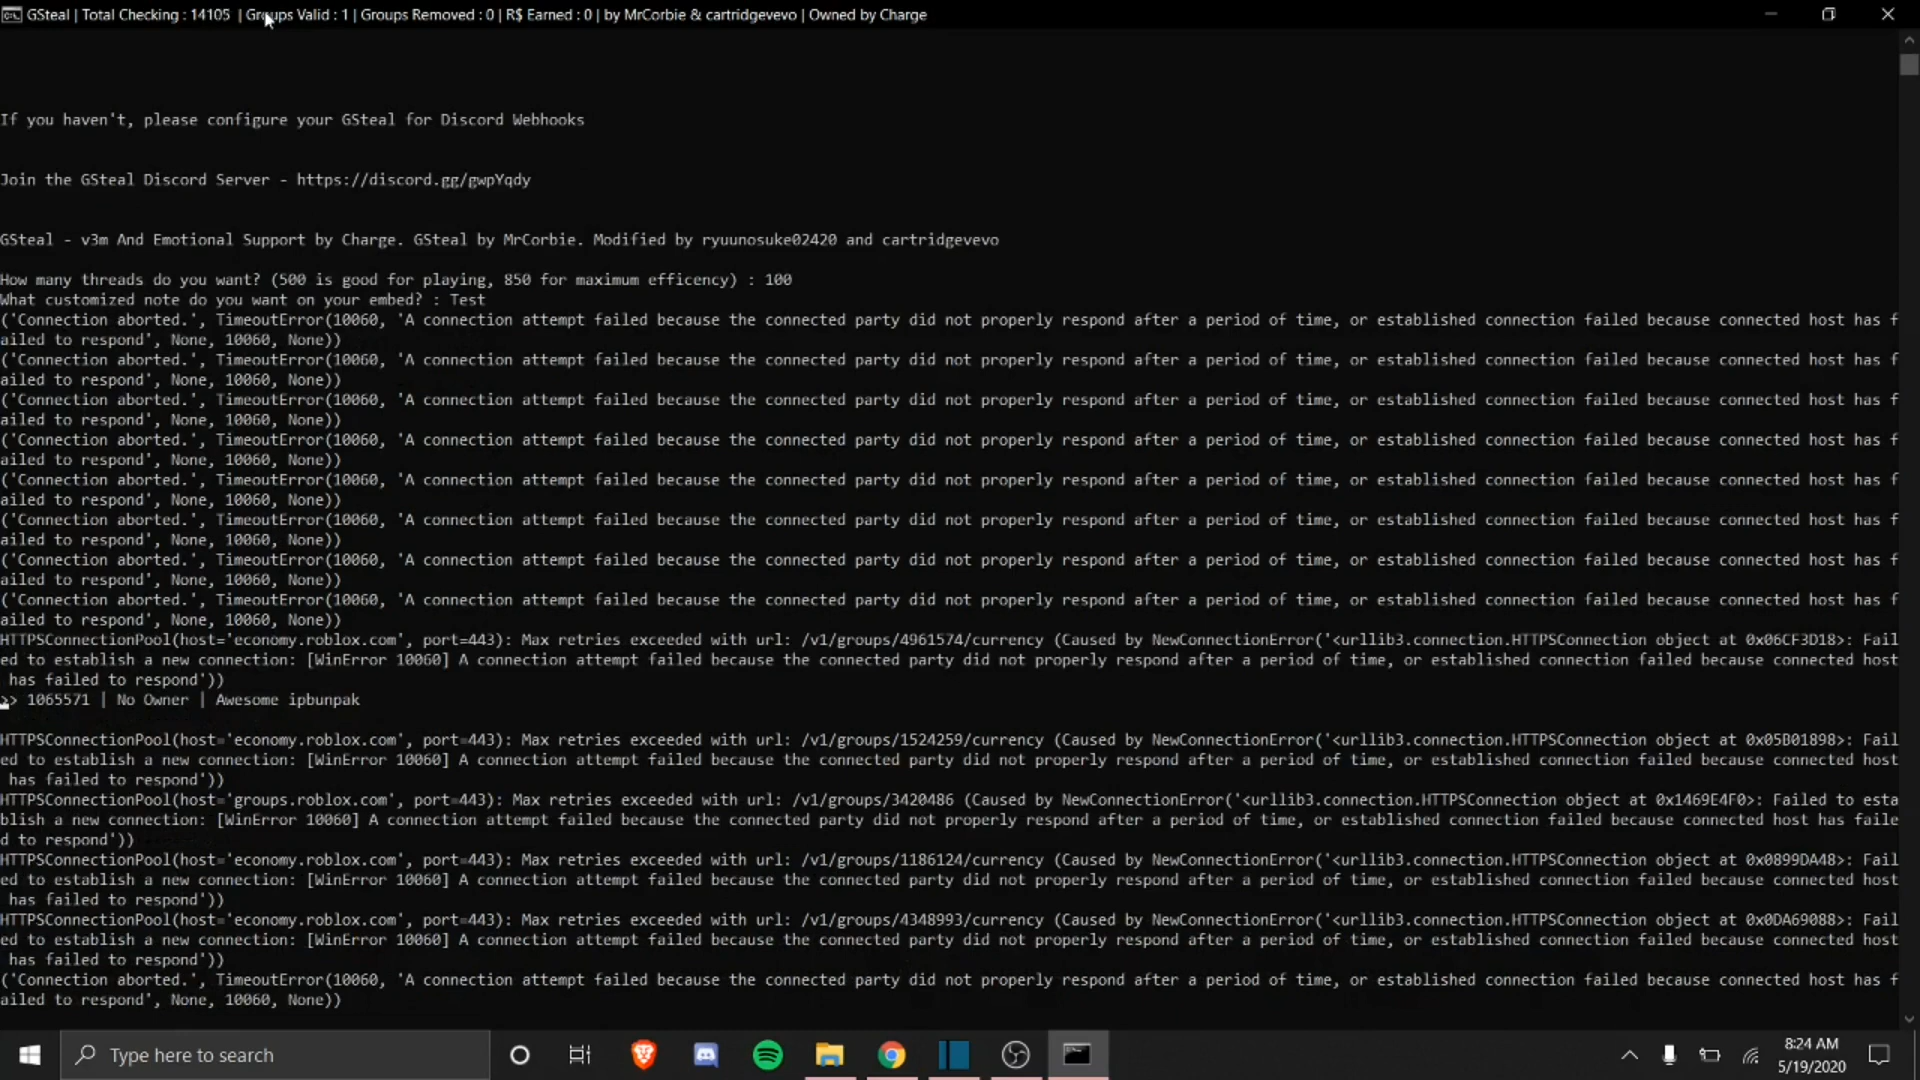 GSteal | Total Checking : 14105 | Groups Valid : 1 | Groups Removed : 0 | R$ Earned : 0 | by MrCorbie & cartridgevevo | Owned by Charge
If you haven't, please configure your GSteal for Discord Webhooks
Join the GSteal Discord Server - https://discord.gg/gwpYqdy
GSteal - v3m And Emotional Support by Charge. GSteal by MrCorbie. Modified by ryuunosuke02420 and cartridgevevo
How many threads do you want? (500 is good for playing, 850 for maximum efficency) : 100
What customized note do you want on your embed? : Test
('Connection aborted.', TimeoutError(10060, 'A connection attempt failed because the connected party did not properly respond after a period of time, or established connection failed because connected host has f
ailed to respond', None, 10060, None))
('Connection aborted.', TimeoutError(10060, 'A connection attempt failed because the connected party did not properly respond after a period of time, or established connection failed because connected host has f
ailed to respond', None, 10060, None))
('Connection aborted.', TimeoutError(10060, 'A connection attempt failed because the connected party did not properly respond after a period of time, or established connection failed because connected host has f
ailed to respond', None, 10060, None))
('Connection aborted.', TimeoutError(10060, 'A connection attempt failed because the connected party did not properly respond after a period of time, or established connection failed because connected host has f
ailed to respond', None, 10060, None))
('Connection aborted.', TimeoutError(10060, 'A connection attempt failed because the connected party did not properly respond after a period of time, or established connection failed because connected host has f
ailed to respond', None, 10060, None))
('Connection aborted.', TimeoutError(10060, 'A connection attempt failed because the connected party did not properly respond after a period of time, or established connection failed because connected host has f
ailed to respond', None, 10060, None))
('Connection aborted.', TimeoutError(10060, 'A connection attempt failed because the connected party did not properly respond after a period of time, or established connection failed because connected host has f
ailed to respond', None, 10060, None))
('Connection aborted.', TimeoutError(10060, 'A connection attempt failed because the connected party did not properly respond after a period of time, or established connection failed because connected host has f
ailed to respond', None, 10060, None))
HTTPSConnectionPool(host='economy.roblox.com', port=443): Max retries exceeded with url: /v1/groups/4961574/currency (Caused by NewConnectionError('<urllib3.connection.HTTPSConnection object at 0x06CF3D18>: Fail
ed to establish a new connection: [WinError 10060] A connection attempt failed because the connected party did not properly respond after a period of time, or established connection failed because connected host
has failed to respond'))
>> 1065571 | No Owner | Awesome ipbunpak
HTTPSConnectionPool(host='economy.roblox.com', port=443): Max retries exceeded with url: /v1/groups/1524259/currency (Caused by NewConnectionError('<urllib3.connection.HTTPSConnection object at 0x05B01898>: Fail
ed to establish a new connection: [WinError 10060] A connection attempt failed because the connected party did not properly respond after a period of time, or established connection failed because connected host
has failed to respond'))
HTTPSConnectionPool(host='groups.roblox.com', port=443): Max retries exceeded with url: /v1/groups/3420486 (Caused by NewConnectionError('<urllib3.connection.HTTPSConnection object at 0x1469E4F0>: Failed to esta
blish a new connection: [WinError 10060] A connection attempt failed because the connected party did not properly respond after a period of time, or established connection failed because connected host has faile
d to respond'))
HTTPSConnectionPool(host='economy.roblox.com', port=443): Max retries exceeded with url: /v1/groups/1186124/currency (Caused by NewConnectionError('<urllib3.connection.HTTPSConnection object at 0x0899DA48>: Fail
ed to establish a new connection: [WinError 10060] A connection attempt failed because the connected party did not properly respond after a period of time, or established connection failed because connected host
has failed to respond'))
HTTPSConnectionPool(host='economy.roblox.com', port=443): Max retries exceeded with url: /v1/groups/4348993/currency (Caused by NewConnectionError('<urllib3.connection.HTTPSConnection object at 0x0DA69088>: Fail
ed to establish a new connection: [WinError 10060] A connection attempt failed because the connected party did not properly respond after a period of time, or established connection failed because connected host
has failed to respond'))
('Connection aborted.', TimeoutError(10060, 'A connection attempt failed because the connected party did not properly respond after a period of time, or established connection failed because connected host has f
ailed to respond', None, 10060, None))
Type here to search
8:24 AM
5/19/2020